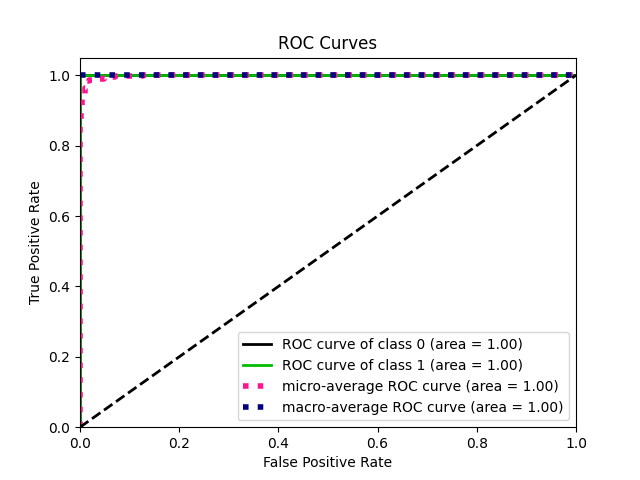 ROC Curves
True Positive Rate
1.0
0.8
0.6
0.4
0.2
0.0
0.0 0.2 0.4 0.6 0.8 1.0
False Positive Rate
ROC curve of class 0 (area = 1.00)
ROC curve of class 1 (area = 1.00)
micro-average ROC curve (area = 1.00)
macro-average ROC curve (area = 1.00)